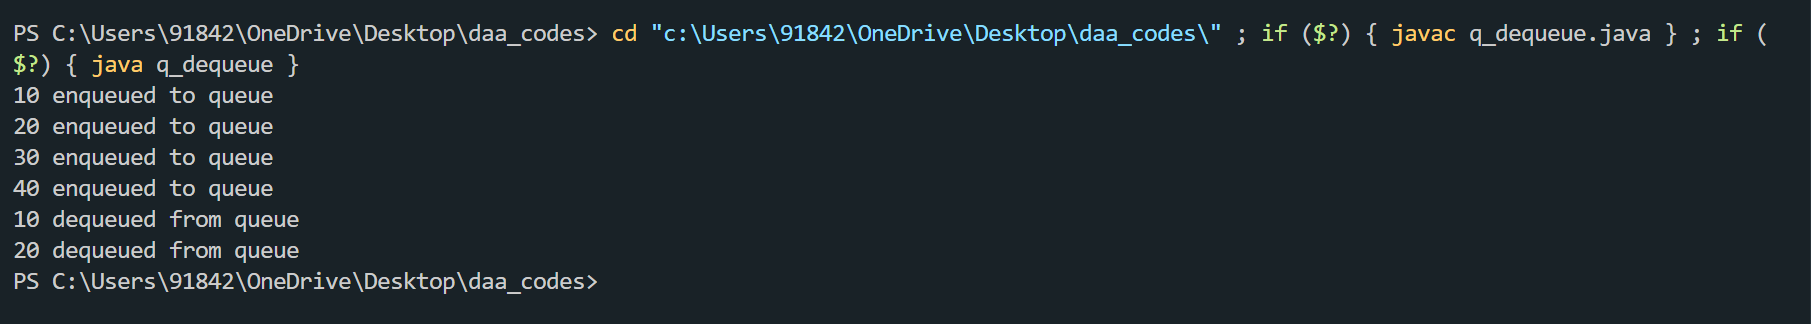 PS C:\Users\91842\OneDrive\Desktop\daa_codes> cd "c:\Users\91842\OneDrive\Desktop\daa_codes\" ; if ($?) { javac q_dequeue.java } ; if (
$?) { java q_dequeue }
10 enqueued to queue
20 enqueued to queue
30 enqueued to queue
40 enqueued to queue
10 dequeued from queue
20 dequeued from queue
PS C:\Users\91842\OneDrive\Desktop\daa_codes>